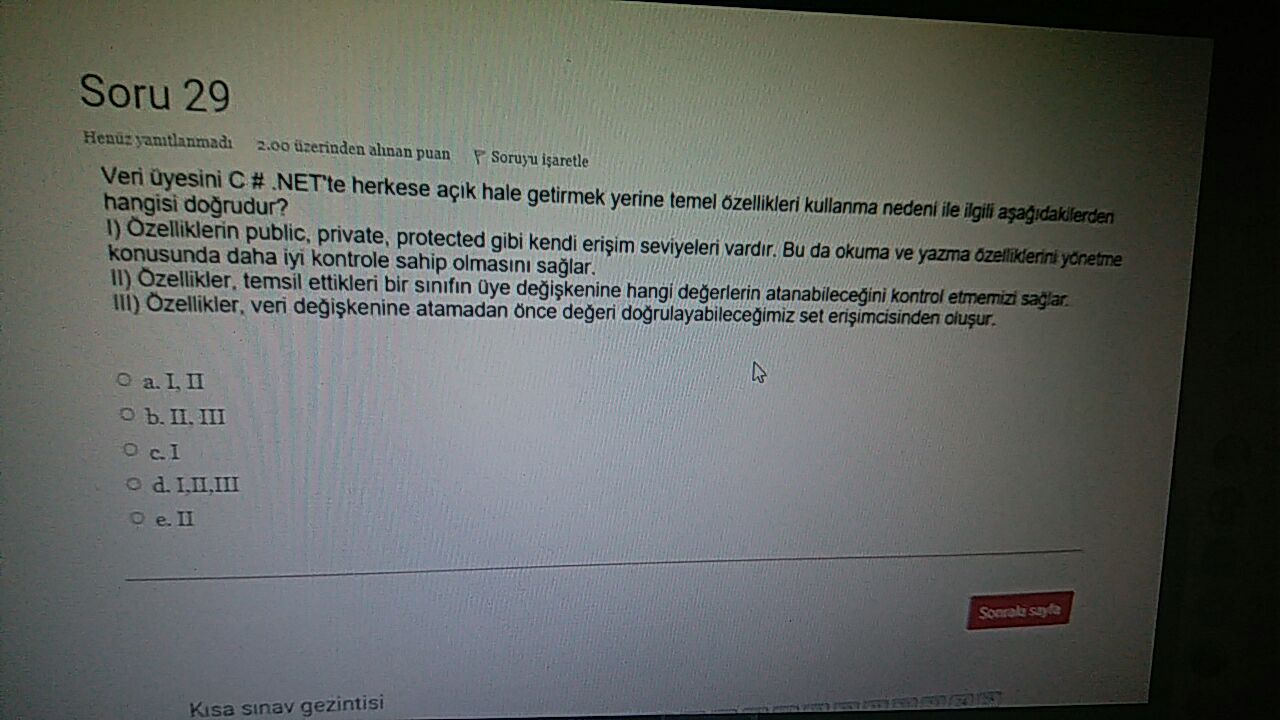 Soru 29
Henüz yanıtlanmadı 2.00 üzerinden alınan puan Soruyu işaretle
Veri üyesini C # .NET'te herkese açık hale getirmek yerine temel özellikleri kullanma nedeni ile ilgili aşağıdakilerden
hangisi doğrudur?
I) Özelliklerin public, private, protected gibi kendi erişim seviyeleri vardır. Bu da okuma ve yazma özelliklerini yönetme
konusunda daha iyi kontrole sahip olmasını sağlar.
II) Özellikler, temsil ettikleri bir sınıfın üye değişkenine hangi değerlerin atanabileceğini kontrol etmemizi sağlar.
III) Özellikler, veri değişkenine atamadan önce değeri doğrulayabileceğimiz set erişimcisinden oluşur.
a. I, II
b. II, III
c. I
d. I,II,III
e. II
Sonraki sayfa
Kısa sınav gezintisi